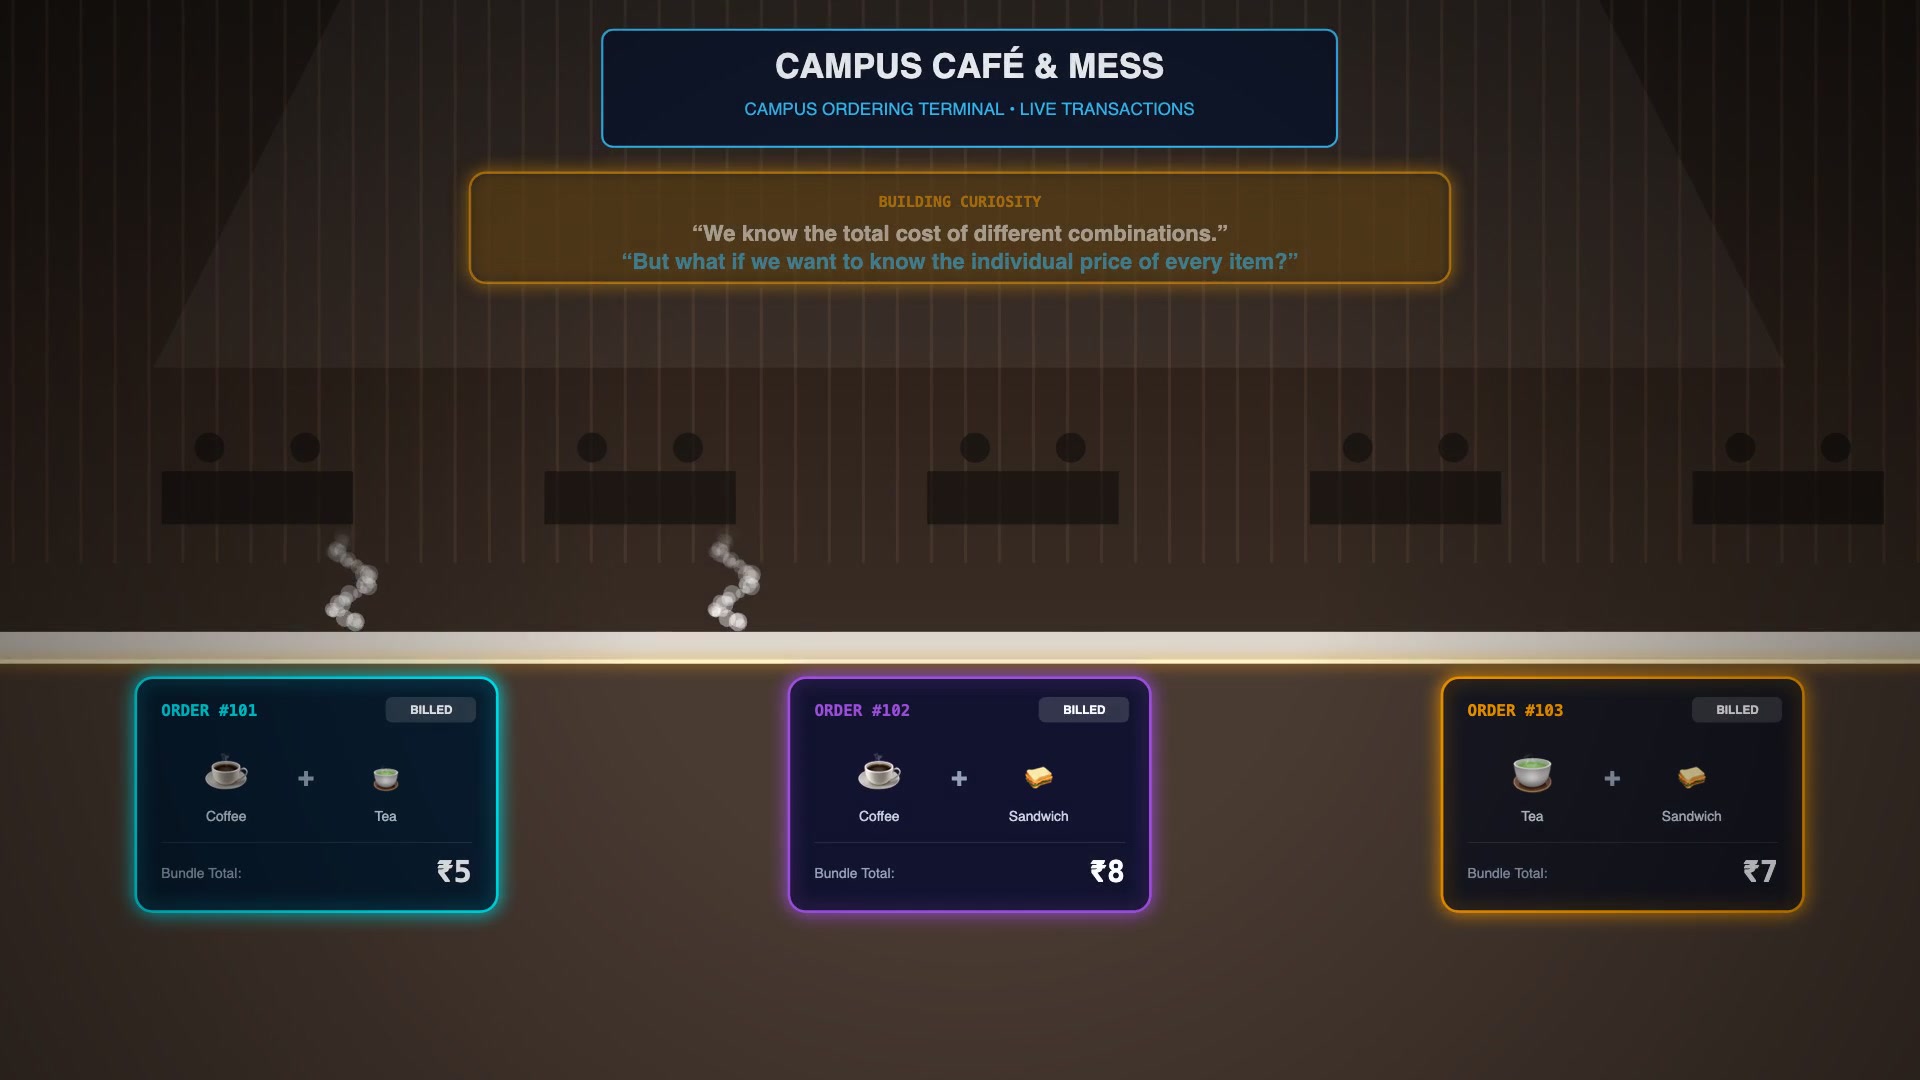 CAMPUS CAFÉ & MESS
CAMPUS ORDERING TERMINAL • LIVE TRANSACTIONS
BUILDING CURIOSITY
“We know the total cost of different combinations.”
“But what if we want to know the individual price of every item?”
ORDER #101
BILLED
Coffee + Tea
Bundle Total: ₹5
ORDER #102
BILLED
Coffee + Sandwich
Bundle Total: ₹8
ORDER #103
BILLED
Tea + Sandwich
Bundle Total: ₹7